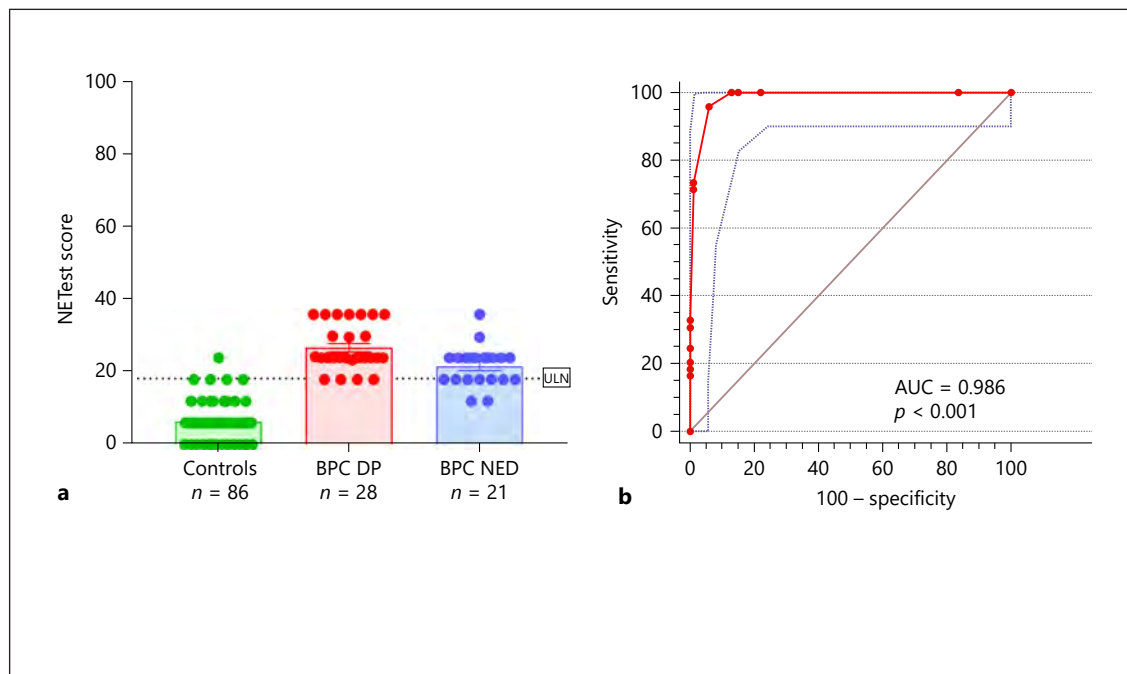 100
80
60
40
20
0
NETest score
ULN
Controls
n = 86
BPC DP
n = 28
BPC NED
n = 21
a
100
80
60
40
20
0
Sensitivity
AUC = 0.986
p < 0.001
0 20 40 60 80 100
100 – specificity
b